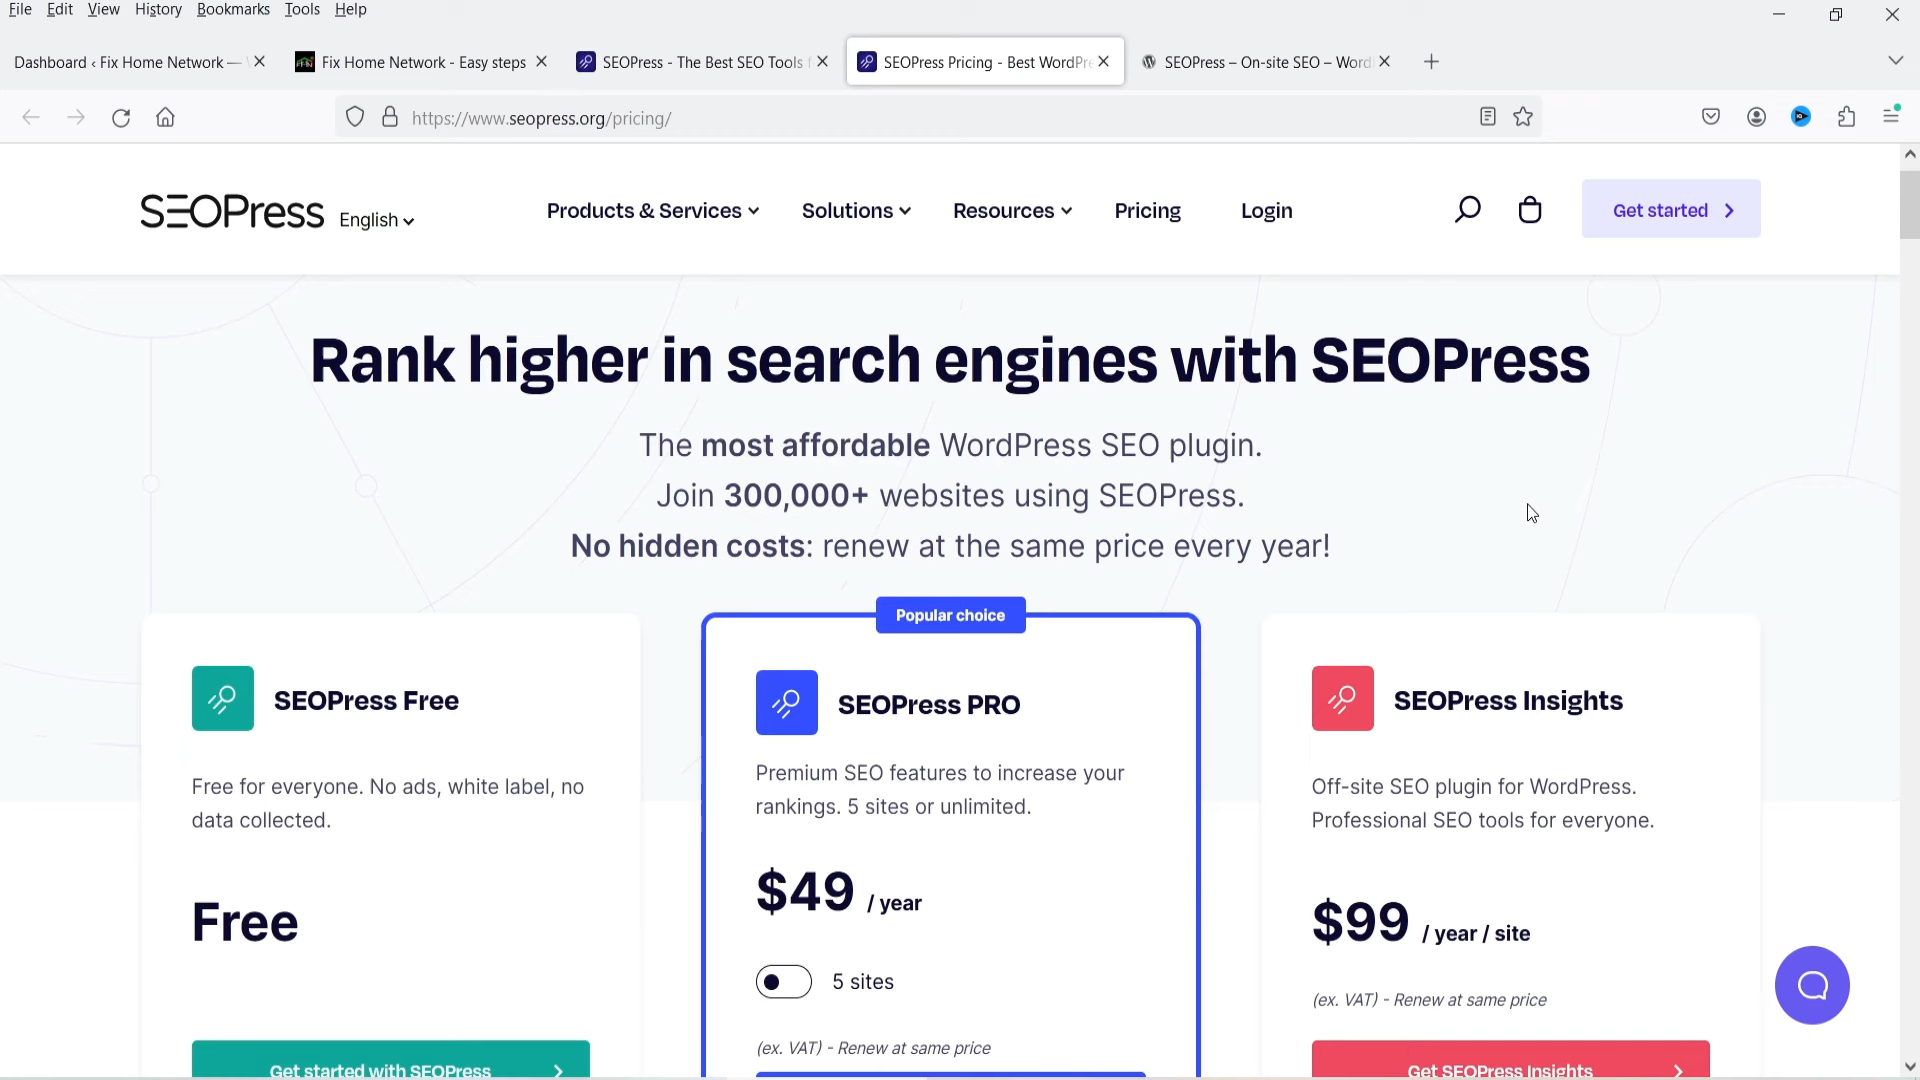 File Edit View History Bookmarks Tools Help
Dashboard ‹ Fix Home Network —
Fix Home Network - Easy steps
SEOPress - The Best SEO Tools
SEOPress Pricing - Best WordPre
SEOPress – On-site SEO – Word
https://www.seopress.org/pricing/
SEOPress English
Products & Services Solutions Resources Pricing Login
Get started
Rank higher in search engines with SEOPress
The most affordable WordPress SEO plugin.
Join 300,000+ websites using SEOPress.
No hidden costs: renew at the same price every year!
SEOPress Free
Free for everyone. No ads, white label, no
data collected.
Free
Get started with SEOPress
Popular choice
SEOPress PRO
Premium SEO features to increase your
rankings. 5 sites or unlimited.
$49 / year
5 sites
(ex. VAT) - Renew at same price
SEOPress Insights
Off-site SEO plugin for WordPress.
Professional SEO tools for everyone.
$99 / year / site
(ex. VAT) - Renew at same price
Get SEOPress Insights